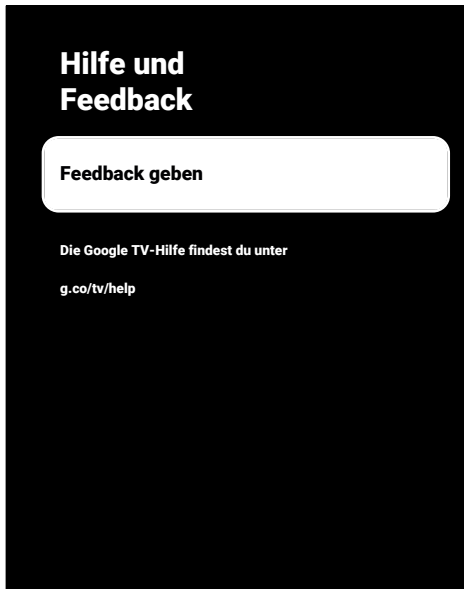 Hilfe und
Feedback
Feedback geben
Die Google TV-Hilfe findest du unter
g.co/tv/help